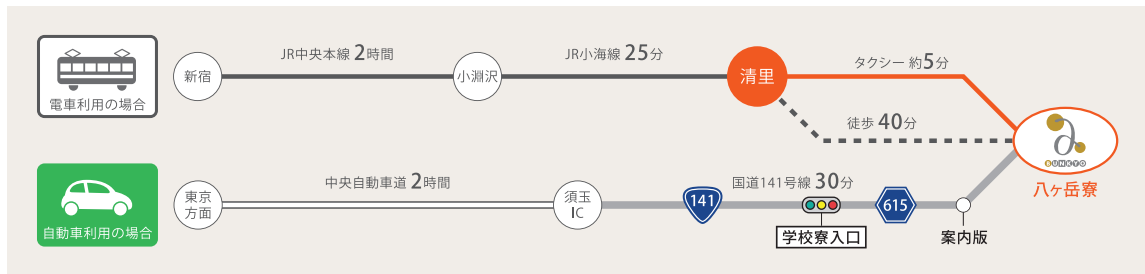 電車利用の場合
新宿
JR中央本線 2時間
小淵沢
JR小海線 25分
清里
タクシー 約5分
徒歩 40分
BUNKYO
八ヶ岳寮
自動車利用の場合
東京
方面
中央自動車道 2時間
須玉
IC
141
国道141号線 30分
学校寮入口
615
案内版